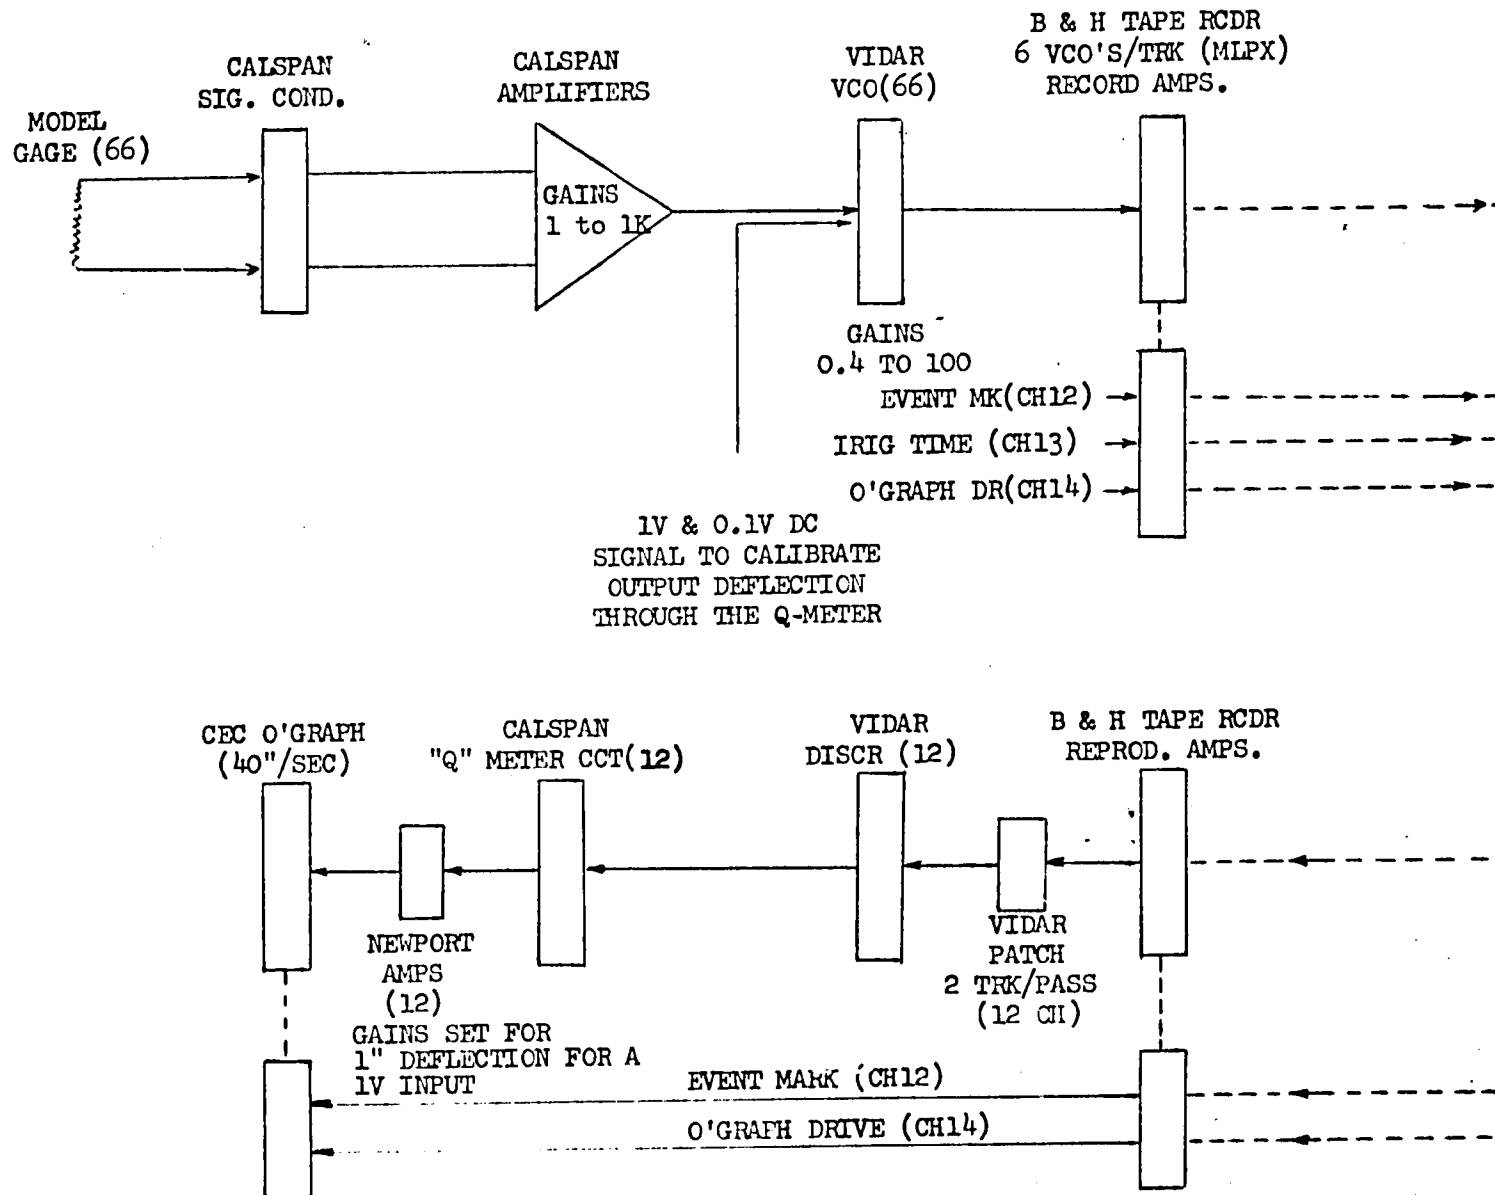 B & H TAPE RCDR
6 VCO'S/TRK (MLPX)
RECORD AMPS.
VIDAR
VCO(66)
CALSPAN
AMPLIFIERS
CALSPAN
SIG. COND.
MODEL
GAGE (66)
GAINS
1 to 1K
GAINS
0.4 TO 100
EVENT MK(CH12)
IRIG TIME (CH13)
O'GRAPH DR(CH14)
1V & 0.1V DC
SIGNAL TO CALIBRATE
OUTPUT DEFLECTION
THROUGH THE Q-METER
CEC O'GRAPH
(40"/SEC)
CALSPAN
"Q" METER CCT(12)
VIDAR
DISCR (12)
B & H TAPE RCDR
REPROD. AMPS.
NEWPORT
AMPS
(12)
GAINS SET FOR
1" DEFLECTION FOR A
1V INPUT
VIDAR
PATCH
2 TRK/PASS
(12 CH)
EVENT MARK (CH12)
O'GRAPH DRIVE (CH14)